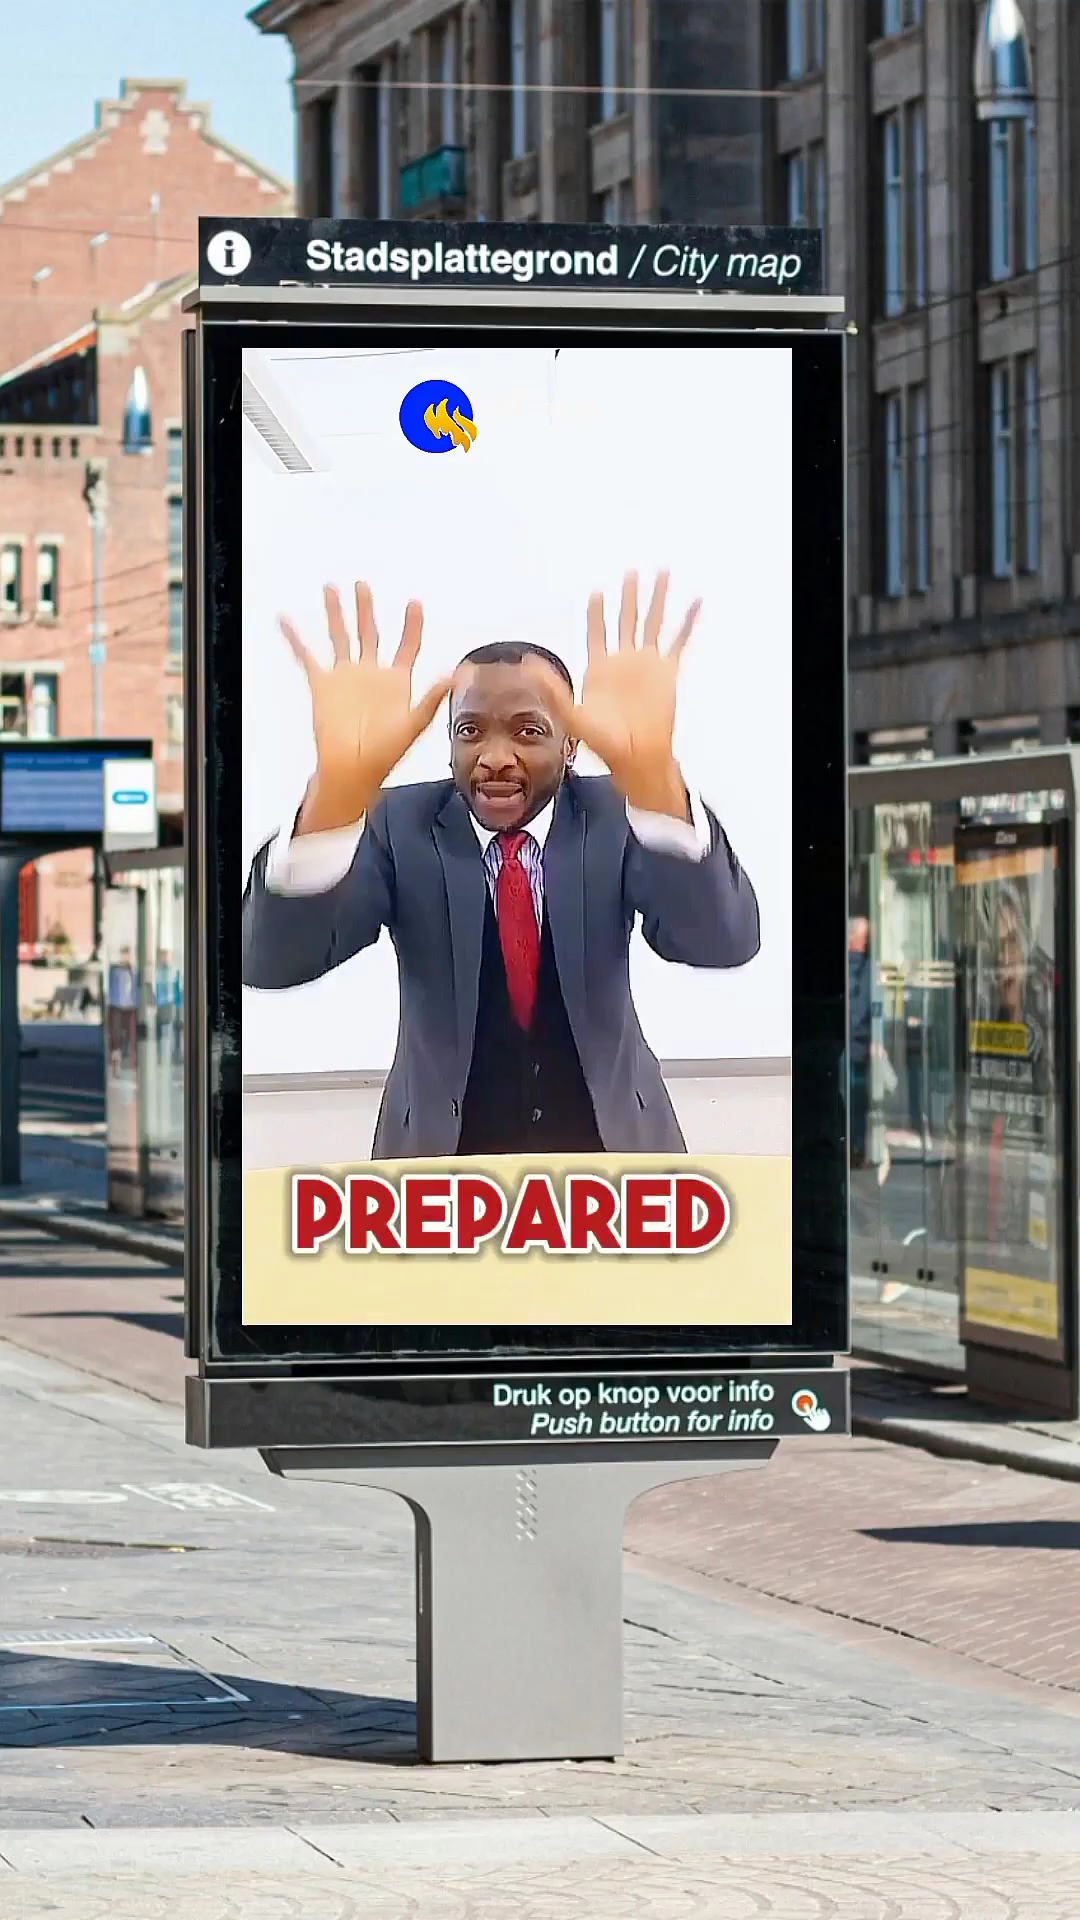 i
Stadsplattegrond / City map
PREPARED
Druk op knop voor info
Push button for info